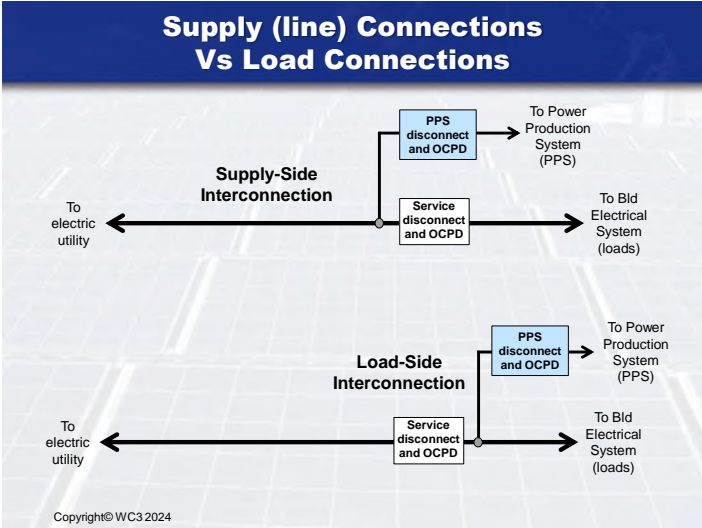 Supply (line) Connections
Vs Load Connections
PPS
disconnect
and OCPD
To Power
Production
System
(PPS)
Supply-Side
Interconnection
To
electric
utility
Service
disconnect
and OCPD
To Bld
Electrical
System
(loads)
PPS
disconnect
and OCPD
To Power
Production
System
(PPS)
Load-Side
Interconnection
To
electric
utility
Service
disconnect
and OCPD
To Bld
Electrical
System
(loads)
Copyright© WC3 2024